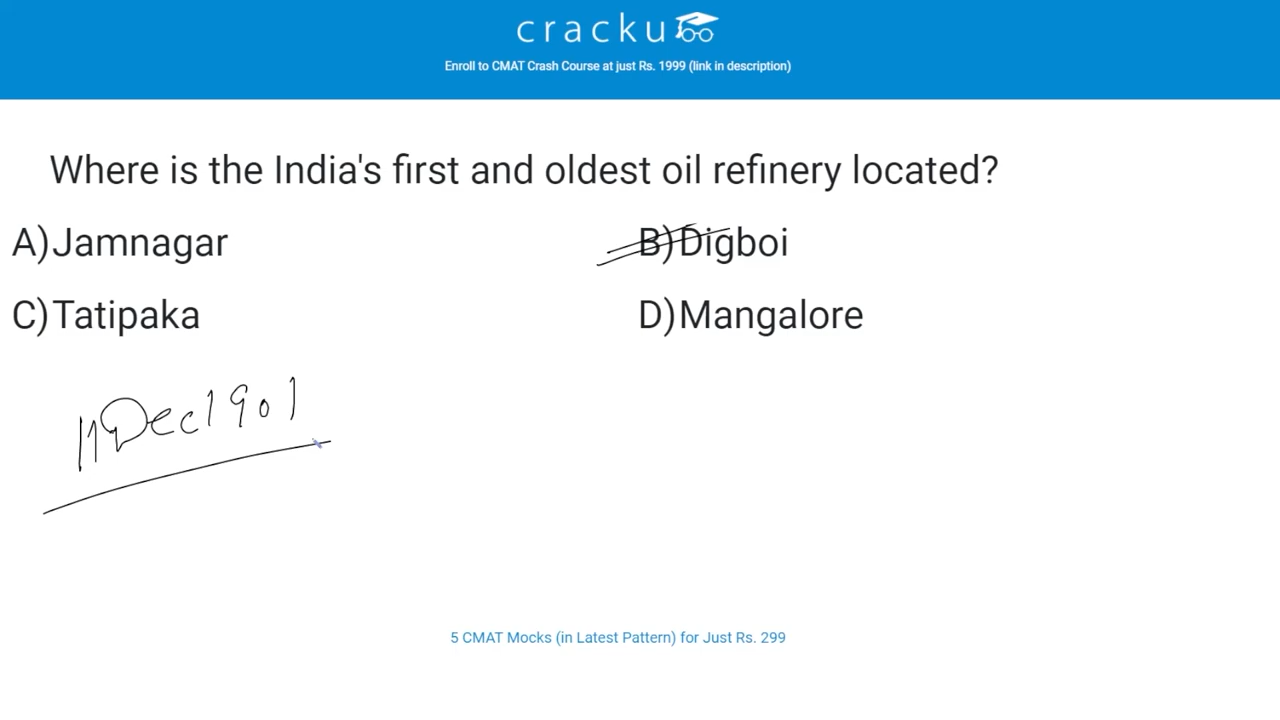 cracku
Enroll to CMAT Crash Course at just Rs. 1999 (link in description)
Where is the India's first and oldest oil refinery located?
A)Jamnagar
B)Digboi
C)Tatipaka
D)Mangalore
11 Dec 1901
5 CMAT Mocks (in Latest Pattern) for Just Rs. 299